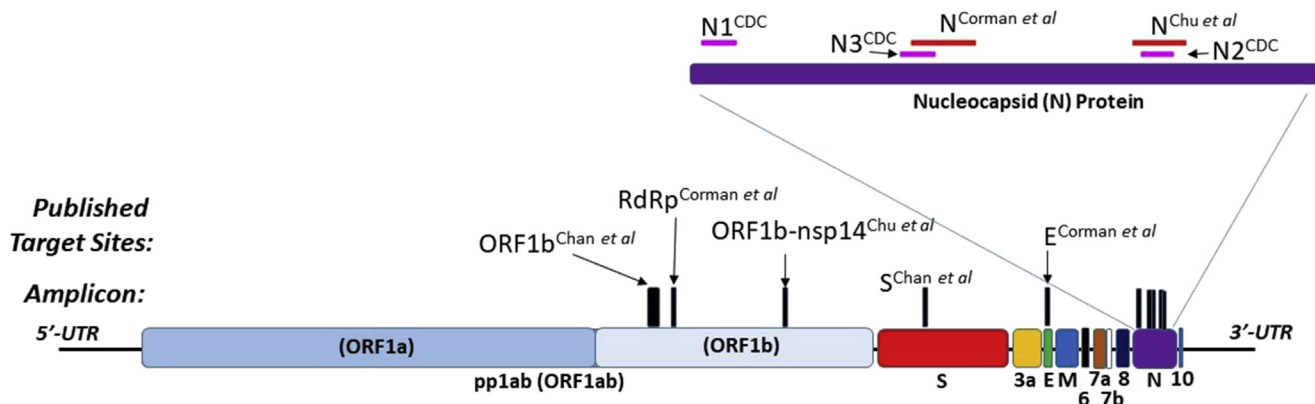 N1CDC
N3CDC
NCorman et al
NChu et al
N2CDC
Nucleocapsid (N) Protein
Published
Target Sites:
ORF1bChan et al
RdRpCorman et al
ORF1b-nsp14Chu et al
SChan et al
ECorman et al
Amplicon:
5’-UTR
3’-UTR
(ORF1a)
(ORF1b)
pp1ab (ORF1ab)
S
3a
E
M
6
7a
7b
8
N
10